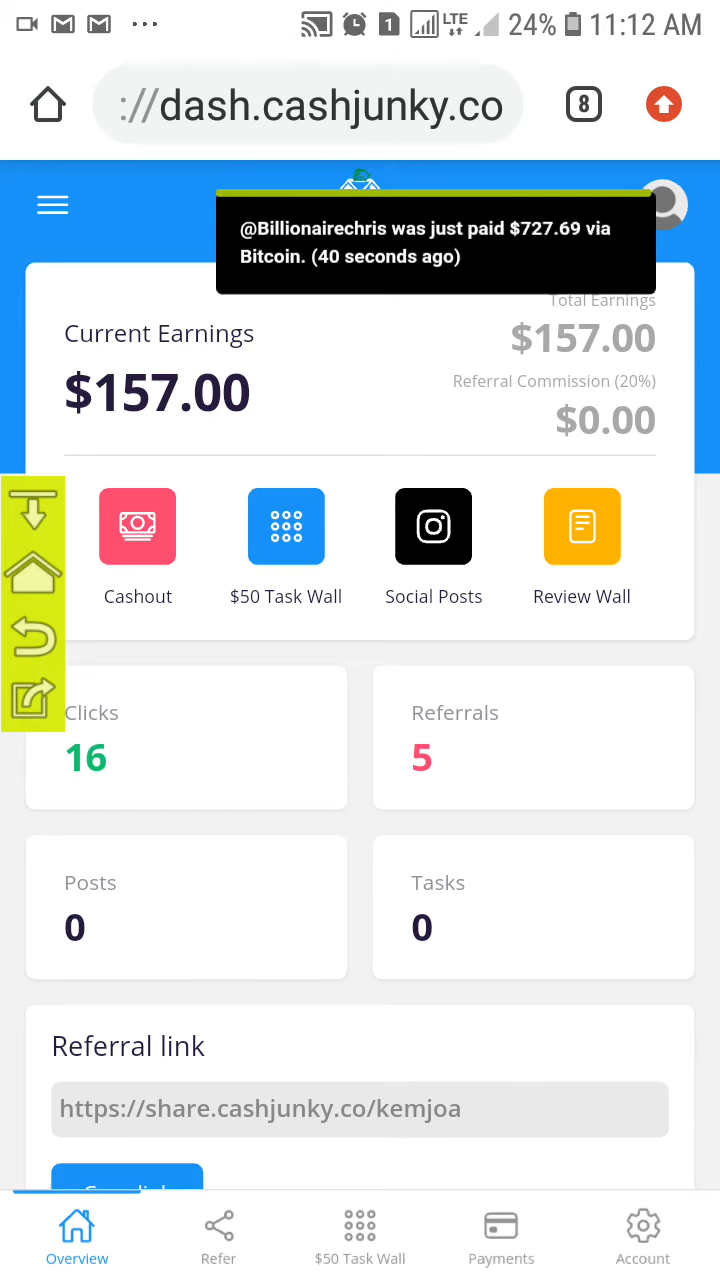 1
LTE
24%
11:12 AM
://dash.cashjunky.co
8
@Billionairechris was just paid $727.69 via
Bitcoin. (40 seconds ago)
Total Earnings
Current Earnings
$157.00
$157.00
Referral Commission (20%)
$0.00
Cashout
$50 Task Wall
Social Posts
Review Wall
Clicks
16
Referrals
5
Posts
0
Tasks
0
Referral link
https://share.cashjunky.co/kemjoa
Overview
Refer
$50 Task Wall
Payments
Account